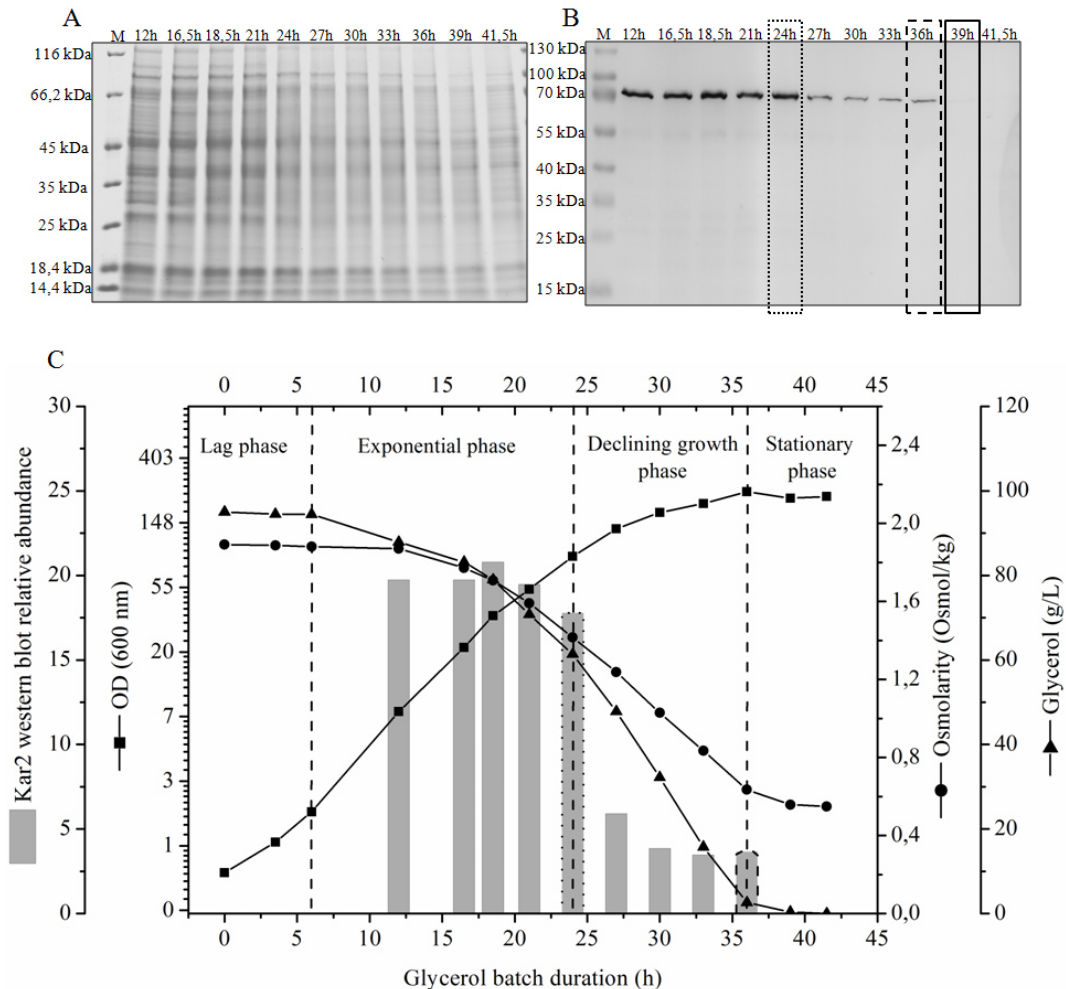 A
M 12h 16,5h 18,5h 21h 24h 27h 30h 33h 36h 39h 41,5h
116 kDa
66,2 kDa
45 kDa
35 kDa
25 kDa
18,4 kDa
14,4 kDa
B
M 12h 16,5h 18,5h 21h 24h 27h 30h 33h 36h 39h 41,5h
130 kDa
100 kDa
70 kDa
55 kDa
40 kDa
35 kDa
25 kDa
15 kDa
C
0 5 10 15 20 25 30 35 40 45
Lag phase
Exponential phase
Declining growth
phase
Stationary
phase
Kar2 western blot relative abundance
30
25
20
15
10
5
0
OD (600 nm)
403
148
55
20
7
3
1
0
2,4
2,0
1,6
1,2
0,8
0,4
0,0
Osmolarity (Osmol/kg)
120
100
80
60
40
20
0
Glycerol (g/L)
0 5 10 15 20 25 30 35 40 45
Glycerol batch duration (h)